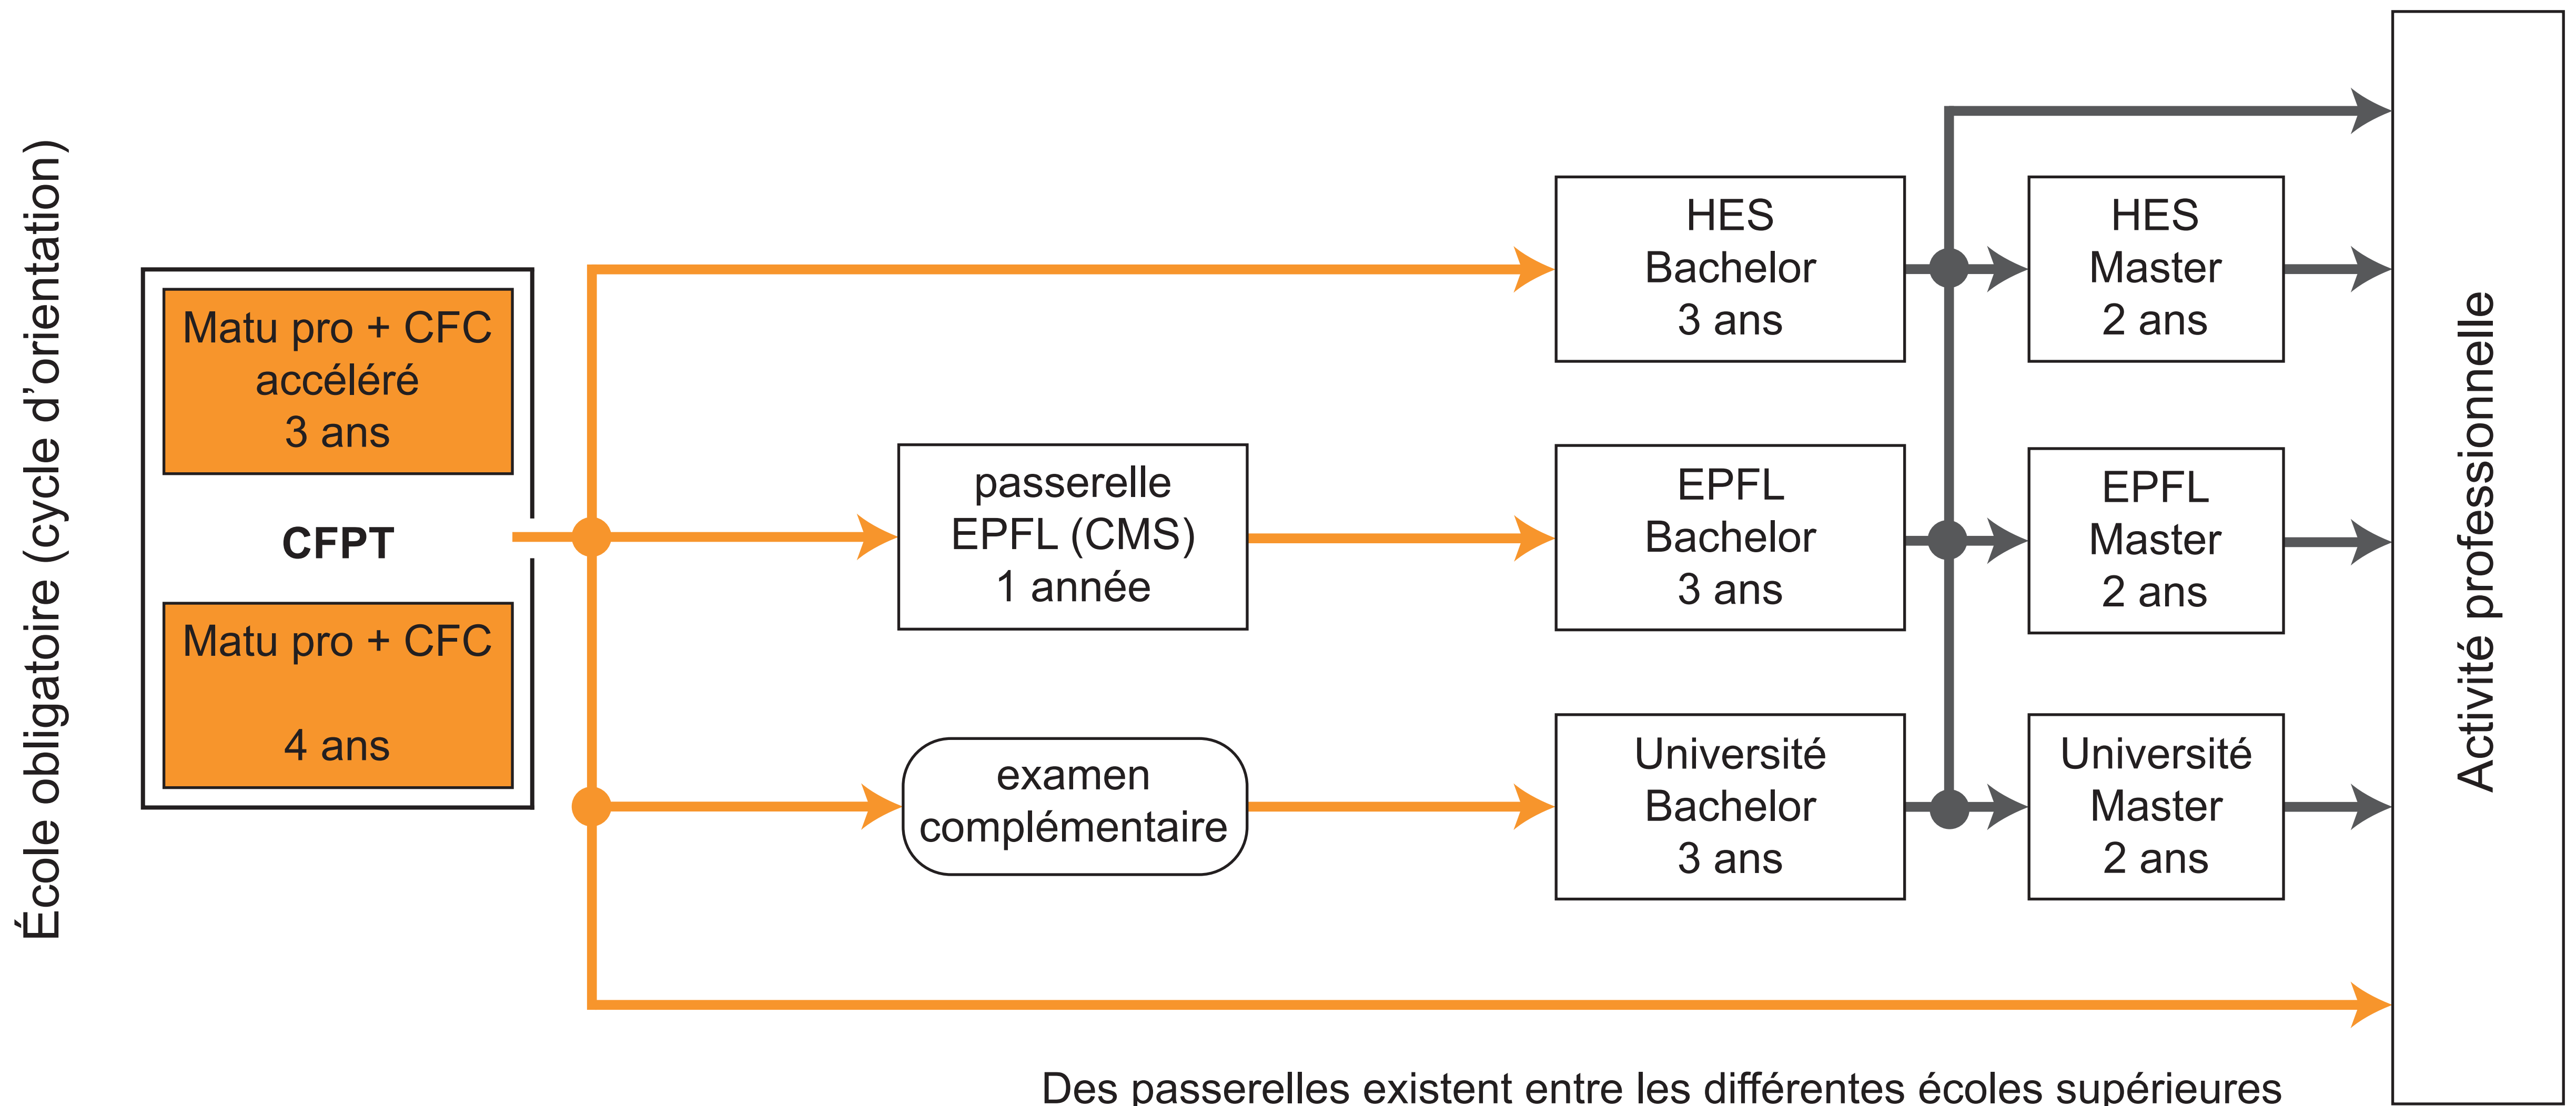 École obligatoire (cycle d’orientation)
Matu pro + CFC
accéléré
3 ans
CFPT
Matu pro + CFC
4 ans
passerelle
EPFL (CMS)
1 année
examen
complémentaire
HES
Bachelor
3 ans
EPFL
Bachelor
3 ans
Université
Bachelor
3 ans
HES
Master
2 ans
EPFL
Master
2 ans
Université
Master
2 ans
Activité professionnelle
Des passerelles existent entre les différentes écoles supérieures